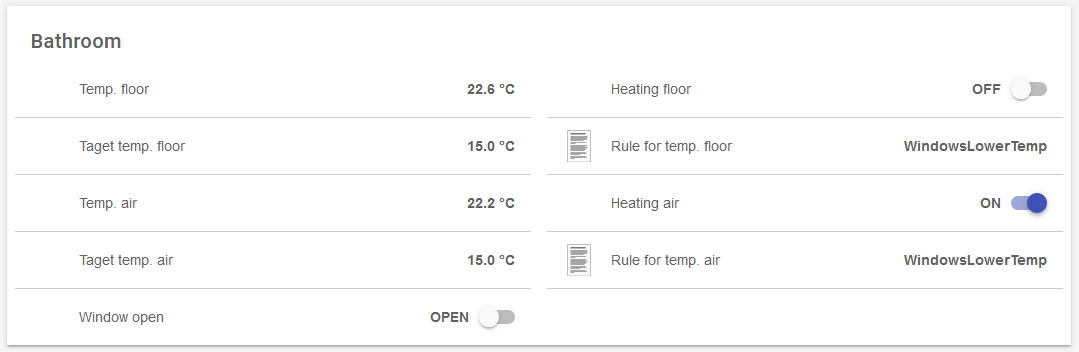 Bathroom
Temp. floor 22.6 °C Heating floor OFF
Taget temp. floor 15.0 °C Rule for temp. floor WindowsLowerTemp
Temp. air 22.2 °C Heating air ON
Taget temp. air 15.0 °C Rule for temp. air WindowsLowerTemp
Window open OPEN